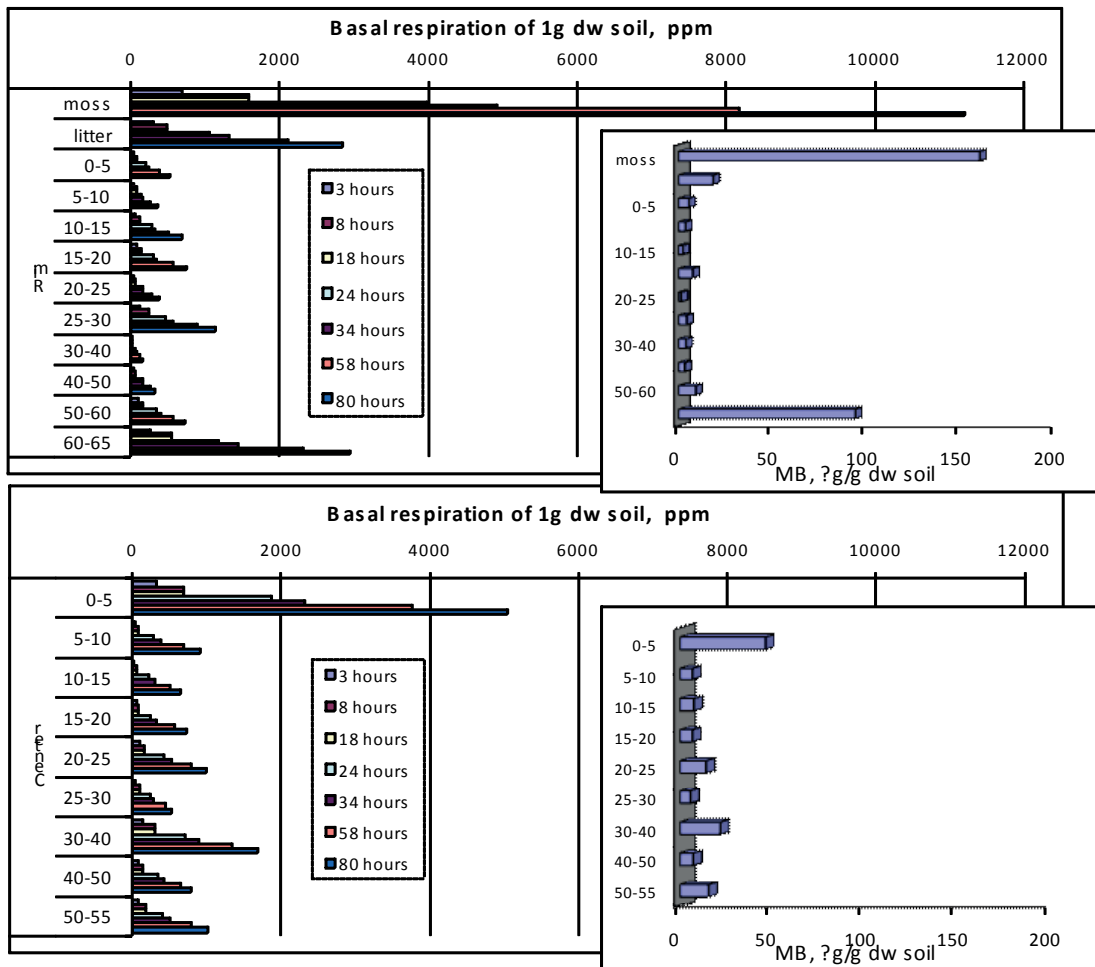 Basal respiration of 1g dw soil, ppm
0 2000 4000 6000 8000 10000 12000
moss
litter
0-5
5-10
10-15
15-20
20-25
25-30
30-40
40-50
50-60
60-65
Rim
3 hours
8 hours
18 hours
24 hours
34 hours
58 hours
80 hours
moss
0-5
10-15
20-25
30-40
50-60
0 50 100 150 200
MB, ?g/g dw soil
Basal respiration of 1g dw soil, ppm
0 2000 4000 6000 8000 10000 12000
0-5
5-10
10-15
15-20
20-25
25-30
30-40
40-50
50-55
Center
3 hours
8 hours
18 hours
24 hours
34 hours
58 hours
80 hours
0-5
5-10
10-15
15-20
20-25
25-30
30-40
40-50
50-55
0 50 100 150 200
MB, ?g/g dw soil